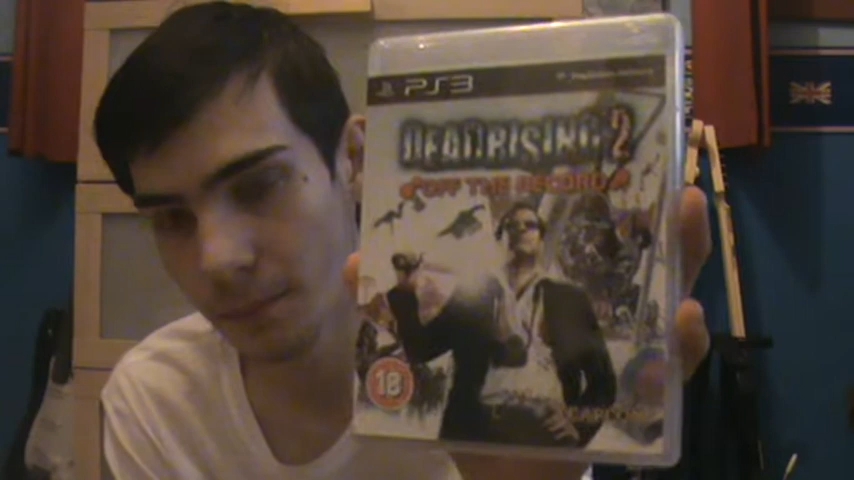 PS3
DEADRISING 2
OFF THE RECORD
18
CAPCOM